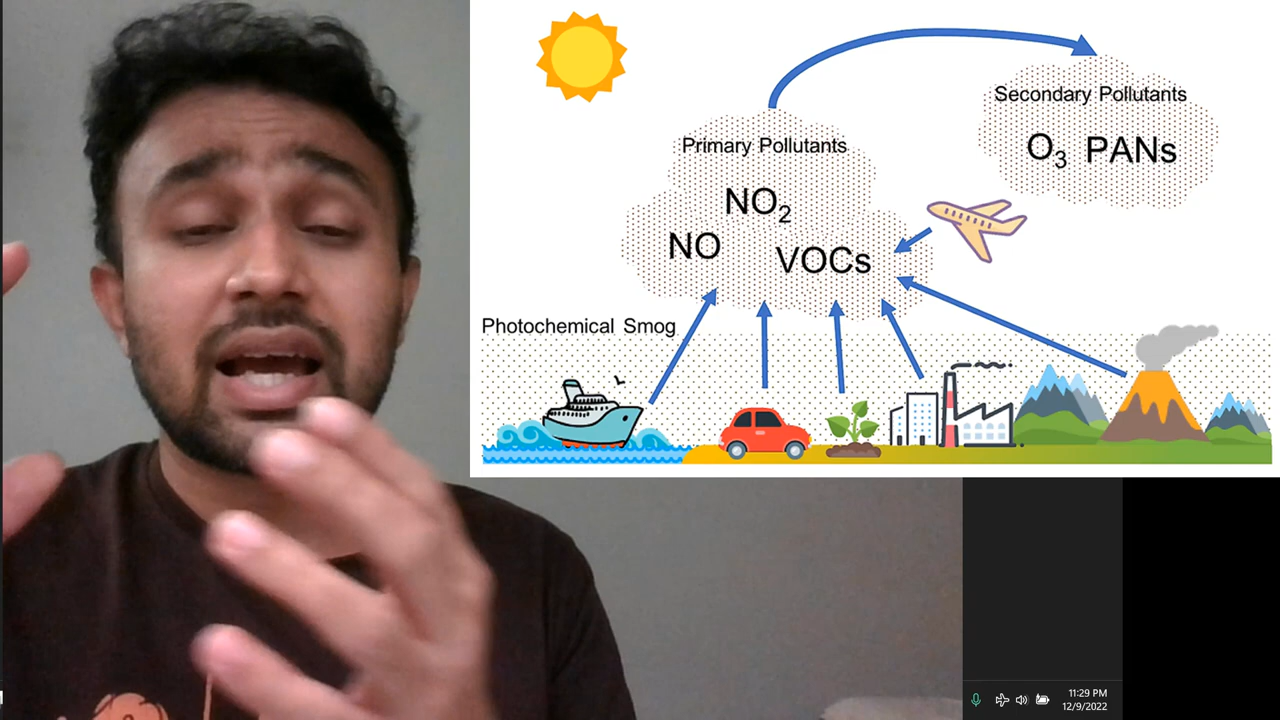 Secondary Pollutants
O₃ PANs
Primary Pollutants
NO₂
NO
VOCs
Photochemical Smog
11:29 PM
12/9/2022